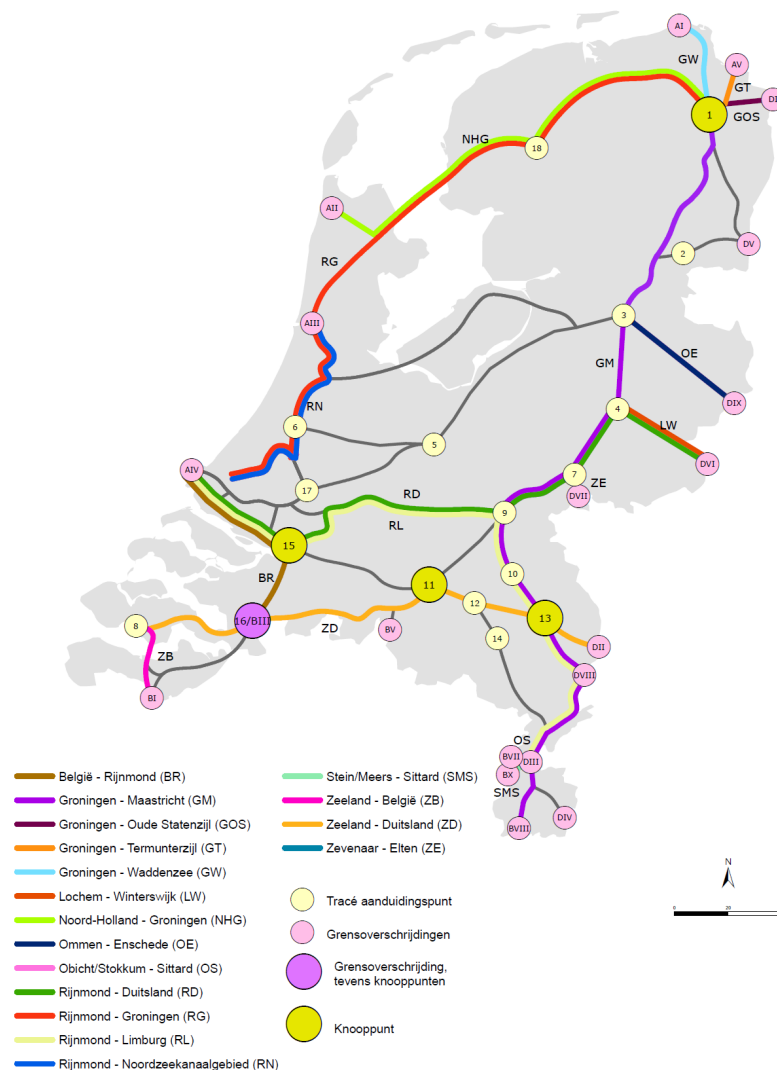 AI
GW
AV
GT
DI
1
GOS
NHG
18
AII
DV
2
RG
3
AIII
OE
GM
DIX
RN
4
LW
6
5
DVI
AIV
7
ZE
17
RD
DVII
9
RL
15
10
BR
11
12
16/BIII
13
8
ZD
BV
14
DII
ZB
DVIII
BI
OS
BVII
DIII
BX
SMS
DIV
BVIII
België - Rijnmond (BR)
Groningen - Maastricht (GM)
Groningen - Oude Statenzijl (GOS)
Groningen - Termunterzijl (GT)
Groningen - Waddenzee (GW)
Lochem - Winterswijk (LW)
Noord-Holland - Groningen (NHG)
Ommen - Enschede (OE)
Obicht/Stokkum - Sittard (OS)
Rijnmond - Duitsland (RD)
Rijnmond - Groningen (RG)
Rijnmond - Limburg (RL)
Rijnmond - Noordzeekanaalgebied (RN)
Stein/Meers - Sittard (SMS)
Zeeland - België (ZB)
Zeeland - Duitsland (ZD)
Zevenaar - Elten (ZE)
Tracé aanduidingspunt
Grensoverschrijdingen
Grensoverschrijding,
tevens knooppunten
Knooppunt
N
0
20